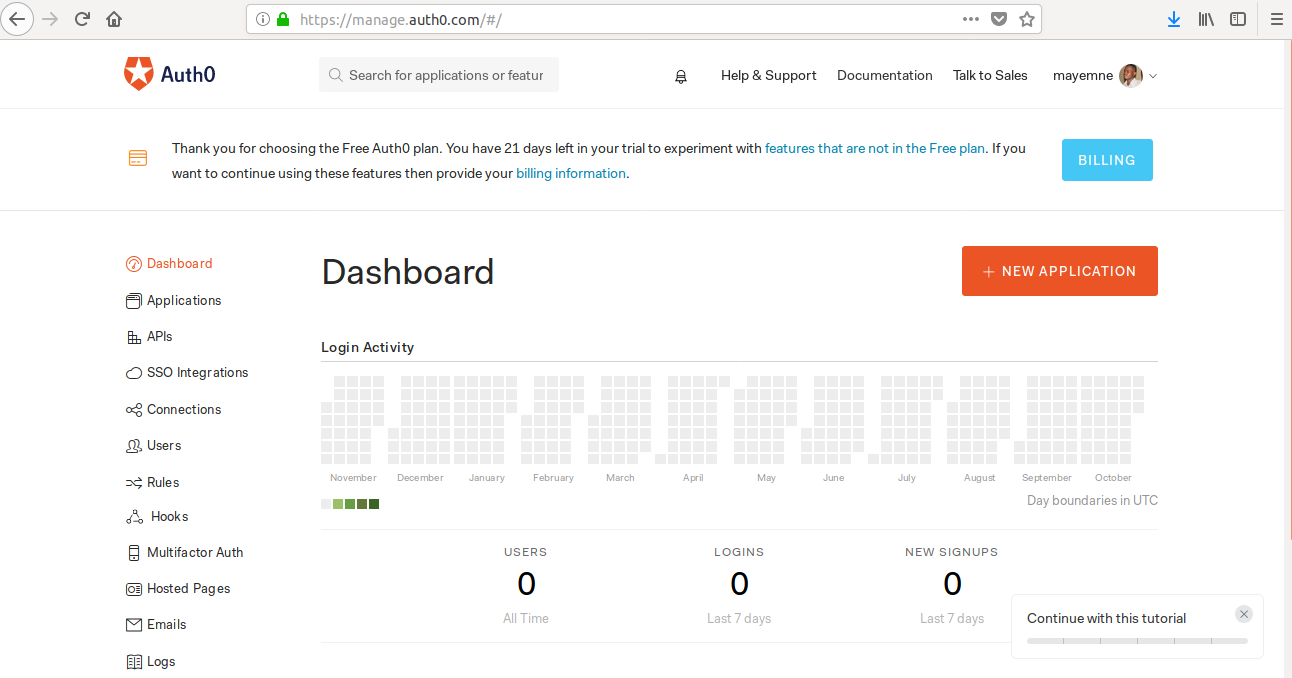 https://manage.auth0.com/#/
Auth0
Search for applications or featur
Help & Support
Documentation
Talk to Sales
mayemne
Thank you for choosing the Free Auth0 plan. You have 21 days left in your trial to experiment with features that are not in the Free plan. If you
want to continue using these features then provide your billing information.
BILLING
Dashboard
Applications
APIs
SSO Integrations
Connections
Users
Rules
Hooks
Multifactor Auth
Hosted Pages
Emails
Logs
Dashboard
+ NEW APPLICATION
Login Activity
November December January February March April May June July August September October
Day boundaries in UTC
USERS
0
All Time
LOGINS
0
Last 7 days
NEW SIGNUPS
0
Last 7 days
Continue with this tutorial